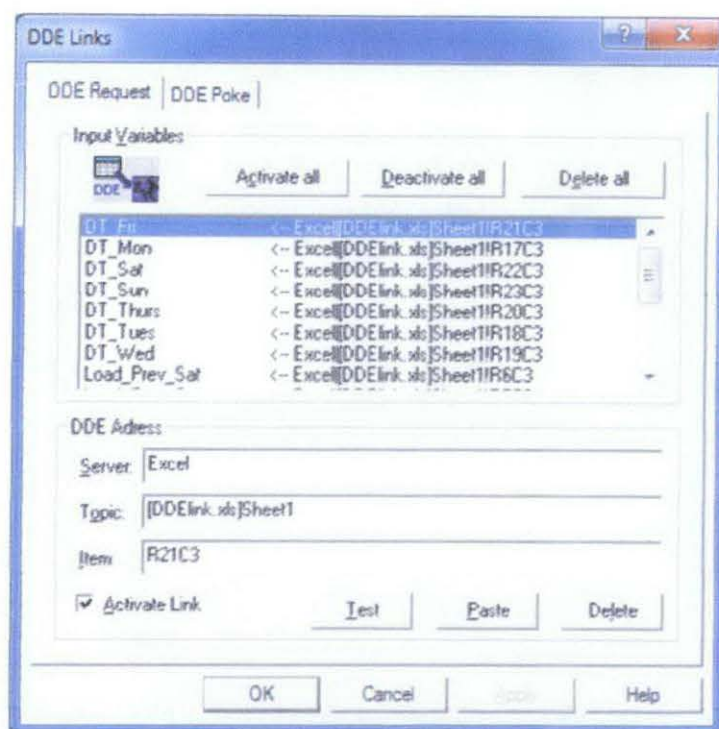 DDE Links
DDE Request DDE Poke
Input Variables
DDE
Activate all Deactivate all Delete all
DT_Fri <-- Excel|[DDElink.xls]Sheet1!R21C3
DT_Mon <-- Excel|[DDElink.xls]Sheet1!R17C3
DT_Sat <-- Excel|[DDElink.xls]Sheet1!R22C3
DT_Sun <-- Excel|[DDElink.xls]Sheet1!R23C3
DT_Thurs <-- Excel|[DDElink.xls]Sheet1!R20C3
DT_Tues <-- Excel|[DDElink.xls]Sheet1!R18C3
DT_Wed <-- Excel|[DDElink.xls]Sheet1!R19C3
Load_Prev_Sat <-- Excel|[DDElink.xls]Sheet1!R6C3
DDE Adress
Server: Excel
Topic: [DDElink.xls]Sheet1
Item: R21C3
Activate Link Test Paste Delete
OK Cancel Apply Help